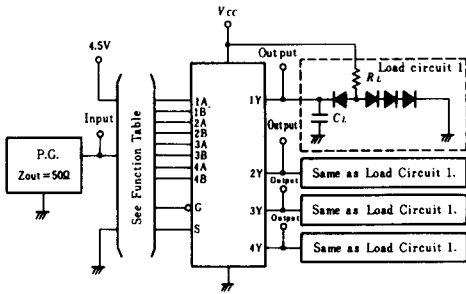 VCC
4.5V
Output
Load circuit 1
RL
Input
1A
1B
2A
2B
3A
3B
4A
4B
G
S
1Y
CL
P.G.
Zout=50Ω
See Function Table
Output
2Y
Same as Load Circuit 1.
Output
3Y
Same as Load Circuit 1.
Output
4Y
Same as Load Circuit 1.